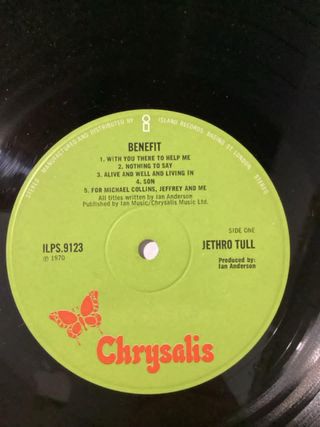 STEREO MANUFACTURED AND DISTRIBUTED BY ISLAND RECORDS, BASING ST LONDON STEREO
BENEFIT
1. WITH YOU THERE TO HELP ME
2. NOTHING TO SAY
3. ALIVE AND WELL AND LIVING IN
4. SON
5. FOR MICHAEL COLLINS, JEFFREY AND ME
All titles written by Ian Anderson
Published by Ian Music/Chrysalis Music Ltd.
SIDE ONE
ILPS.9123
JETHRO TULL
℗ 1970
Produced by:
Ian Anderson
Chrysalis